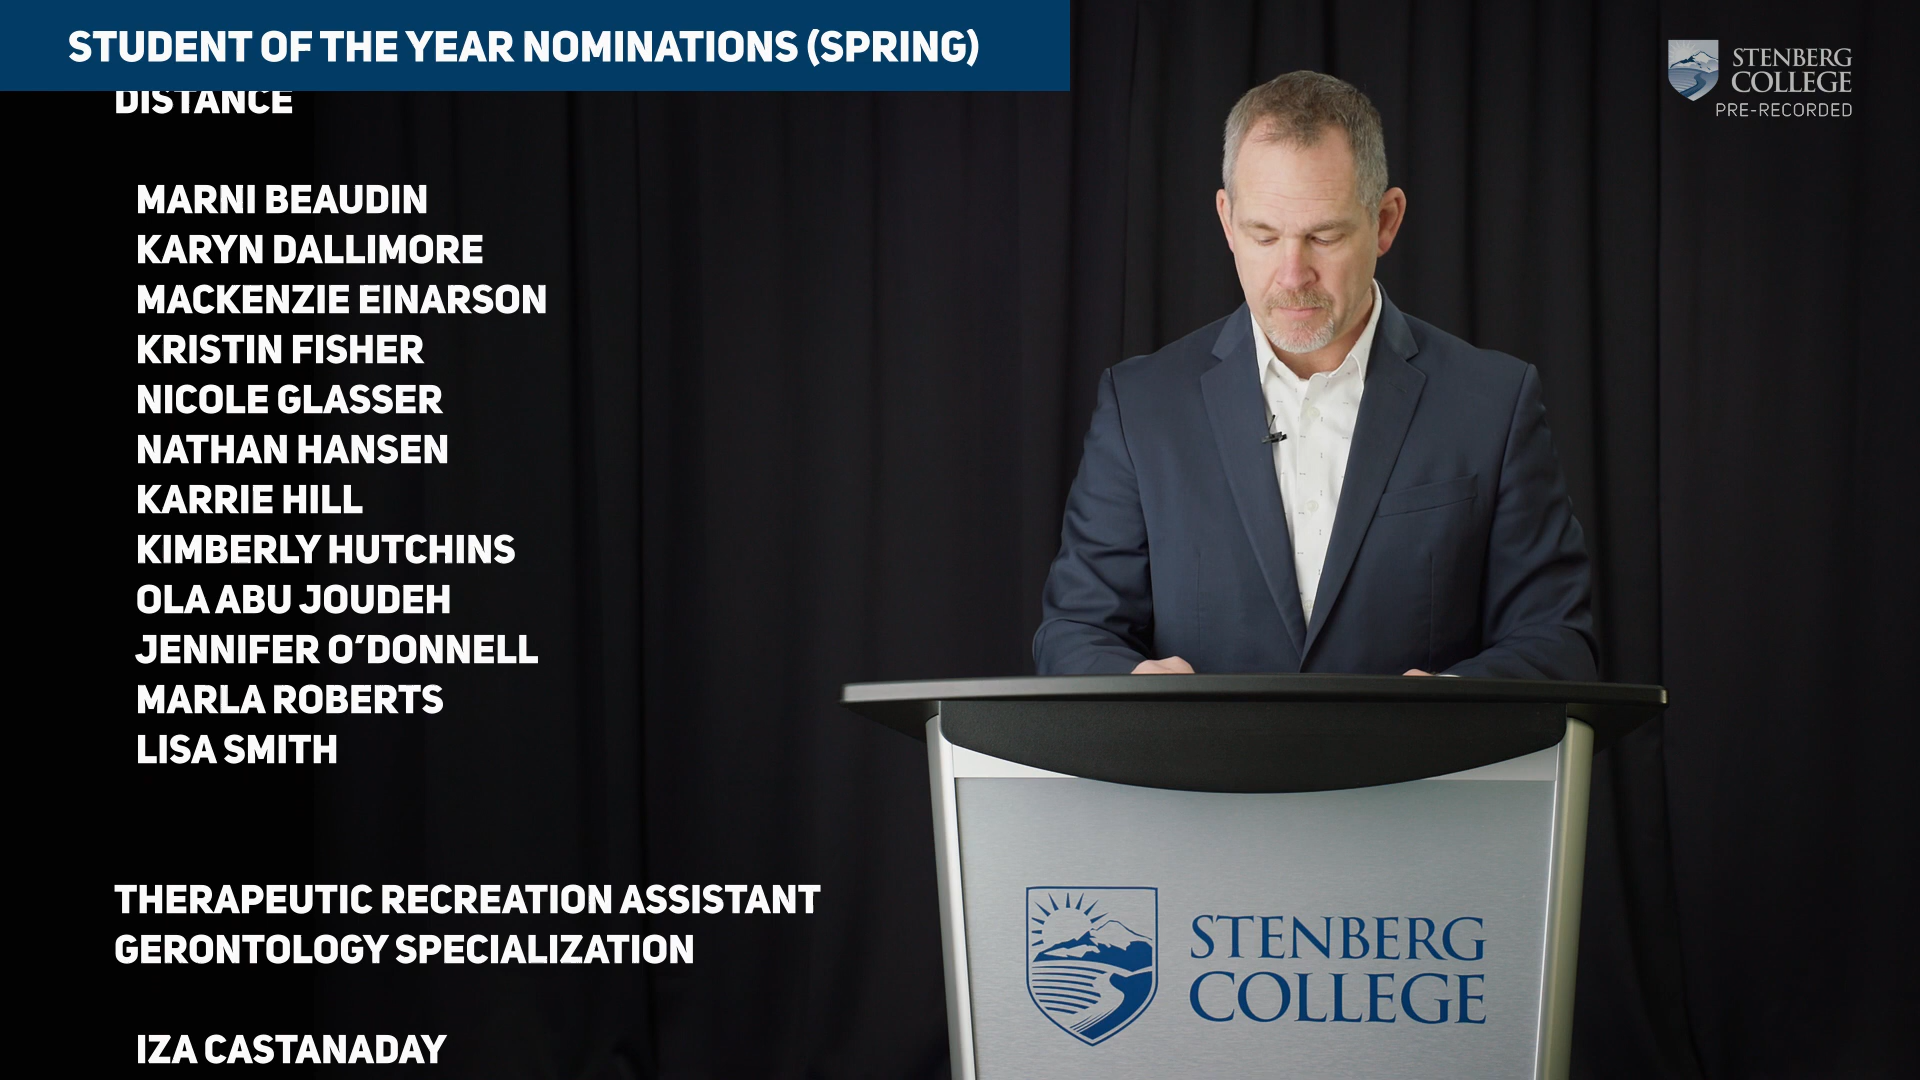 STUDENT OF THE YEAR NOMINATIONS (SPRING)
DISTANCE
MARNI BEAUDIN
KARYN DALLIMORE
MACKENZIE EINARSON
KRISTIN FISHER
NICOLE GLASSER
NATHAN HANSEN
KARRIE HILL
KIMBERLY HUTCHINS
OLA ABU JOUDEH
JENNIFER O’DONNELL
MARLA ROBERTS
LISA SMITH
THERAPEUTIC RECREATION ASSISTANT
GERONTOLOGY SPECIALIZATION
IZA CASTANADAY
STENBERG
COLLEGE
PRE-RECORDED
STENBERG
COLLEGE